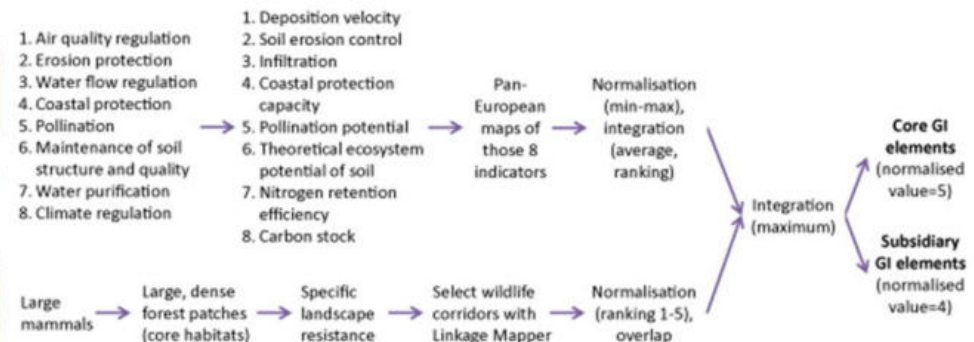 1. Air quality regulation
2. Erosion protection
3. Water flow regulation
4. Coastal protection
5. Pollination
6. Maintenance of soil
structure and quality
7. Water purification
8. Climate regulation
1. Deposition velocity
2. Soil erosion control
3. Infiltration
4. Coastal protection
capacity
5. Pollination potential
6. Theoretical ecosystem
potential of soil
7. Nitrogen retention
efficiency
8. Carbon stock
Pan-
European
maps of
those 8
indicators
Normalisation
(min-max),
integration
(average,
ranking)
Large
mammals
Large, dense
forest patches
(core habitats)
Specific
landscape
resistance
Select wildlife
corridors with
Linkage Mapper
Normalisation
(ranking 1-5),
overlap
Integration
(maximum)
Core GI
elements
(normalised
value=5)
Subsidiary
GI elements
(normalised
value=4)